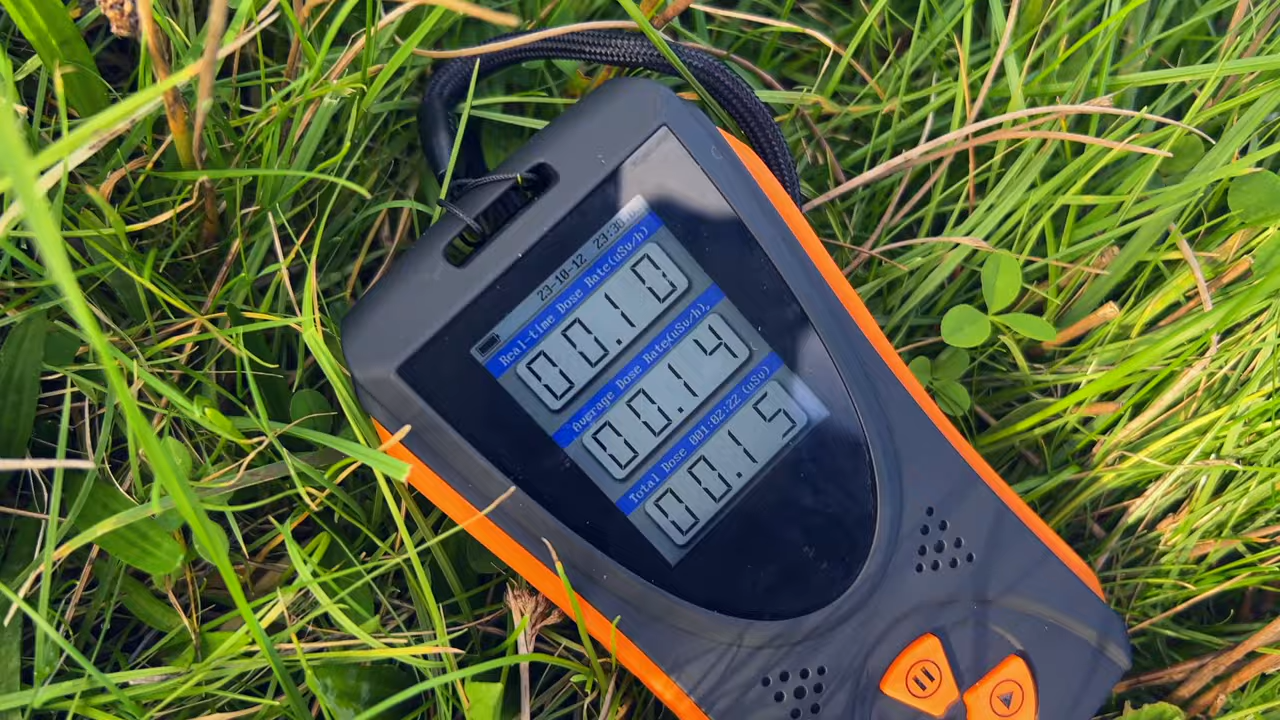 23-10-12 23:38
Real-time Dose Rate(uSv/h)
00.10
Average Dose Rate(uSv/h)
00.14
Total Dose 001:02:22 (uSv)
00.15